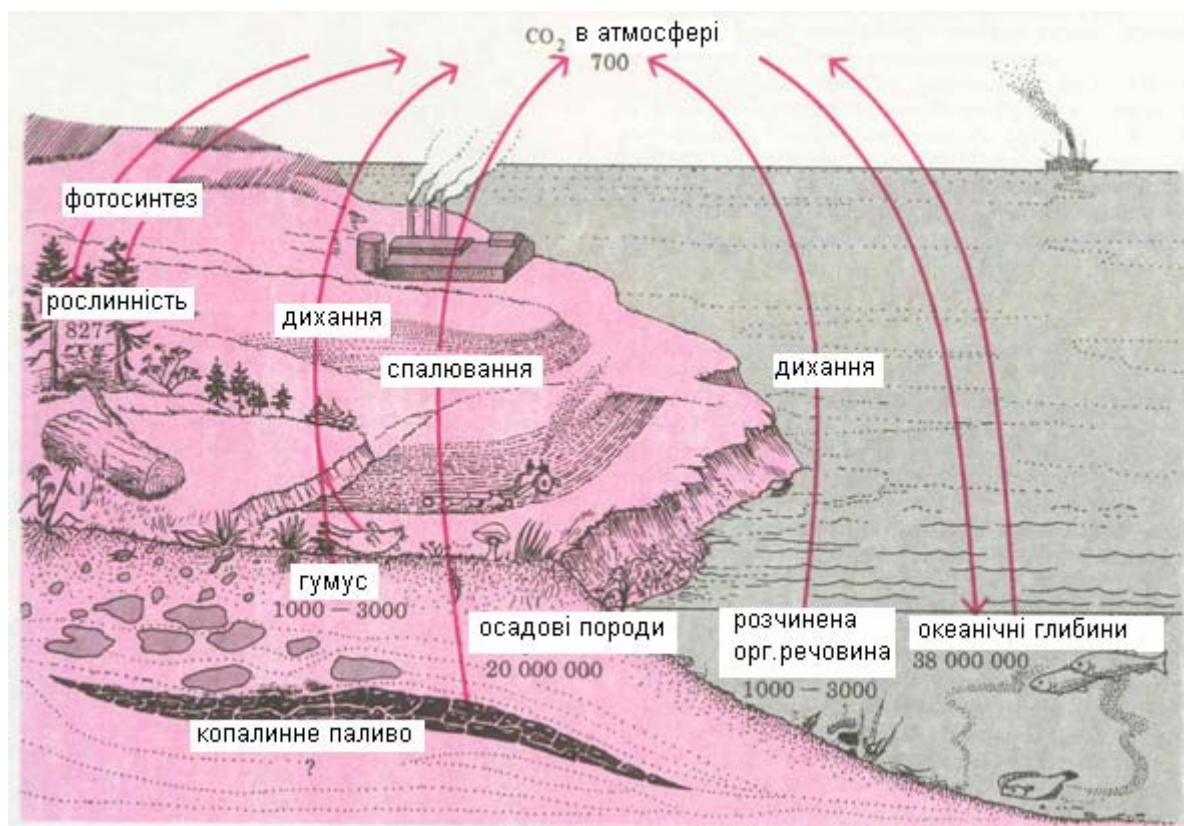 CO₂ в атмосфері
700
фотосинтез
рослинність
827
дихання
спалювання
дихання
гумус
1000 – 3000
осадові породи
20 000 000
розчинена
орг.речовина
1000 – 3000
океанічні глибини
38 000 000
копалинне паливо
?